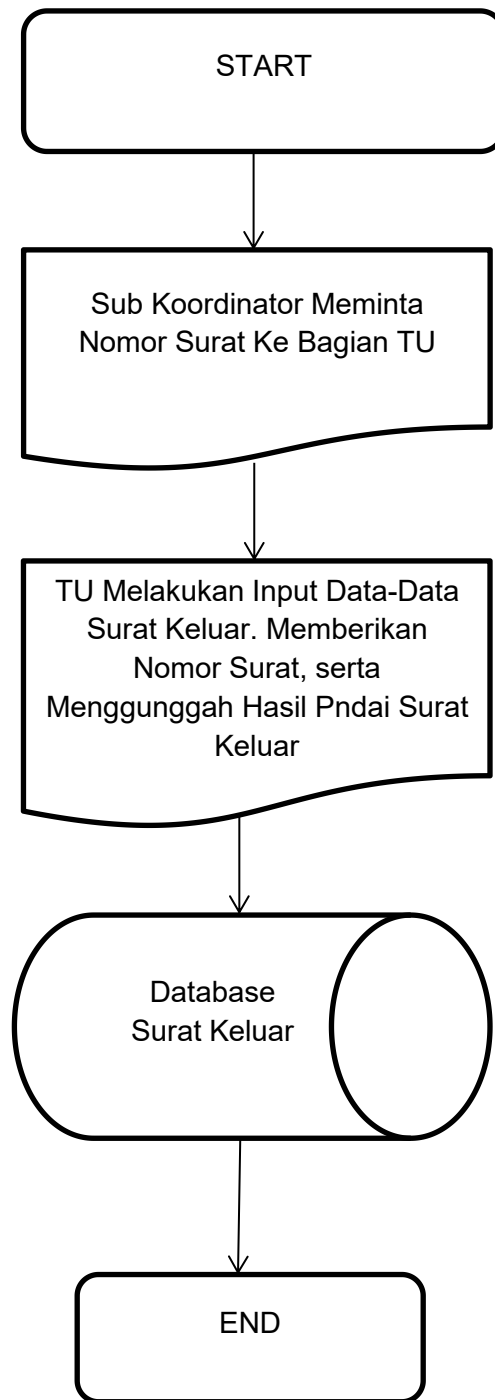 START
Sub Koordinator Meminta
Nomor Surat Ke Bagian TU
TU Melakukan Input Data-Data
Surat Keluar. Memberikan
Nomor Surat, serta
Menggunggah Hasil Pndai Surat
Keluar
Database
Surat Keluar
END